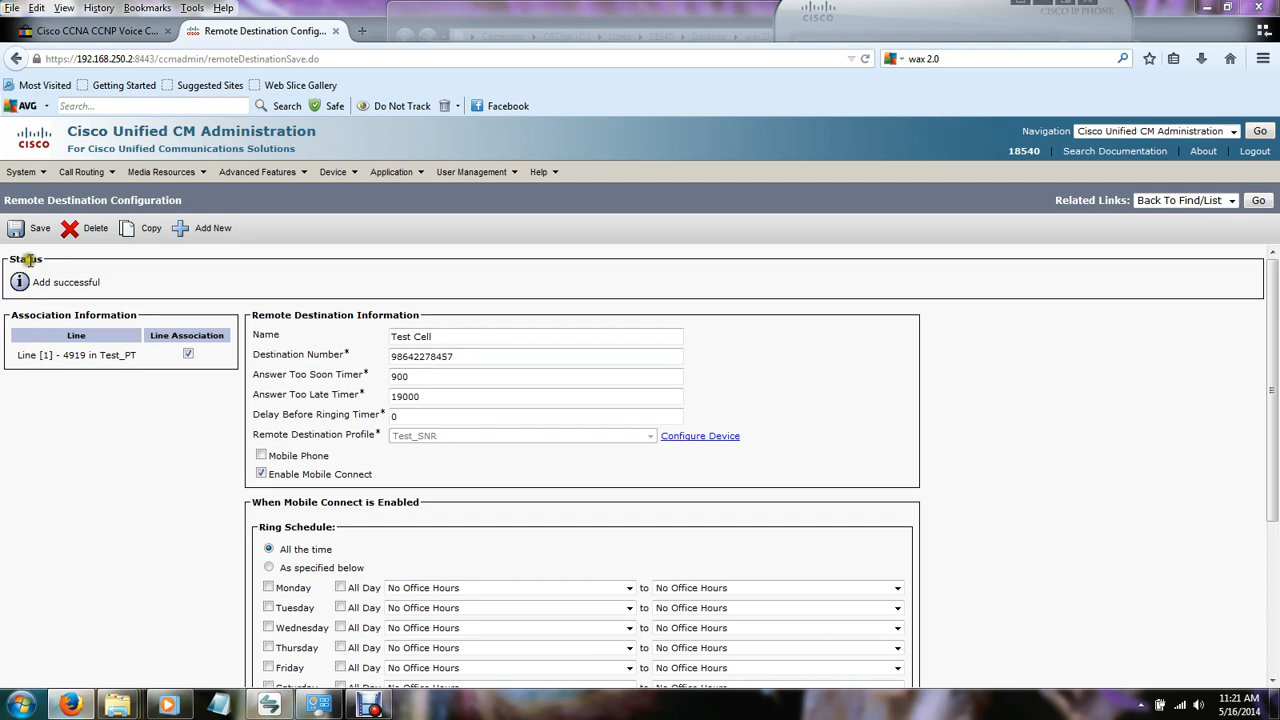 File Edit View History Bookmarks Tools Help
CISCO
CISCO IP PHONE
Cisco CCNA CCNP Voice C...
Remote Destination Config...
https://192.168.250.2:8443/ccmadmin/remoteDestinationSave.do
wax 2.0
Most Visited Getting Started Suggested Sites Web Slice Gallery
AVG Search... Search Safe Do Not Track Facebook
CISCO
Cisco Unified CM Administration
For Cisco Unified Communications Solutions
Navigation Cisco Unified CM Administration Go
18540 Search Documentation About Logout
System Call Routing Media Resources Advanced Features Device Application User Management Help
Remote Destination Configuration
Related Links: Back To Find/List Go
Save Delete Copy Add New
Status
Add successful
Association Information
Line Line Association
Line [1] - 4919 in Test_PT
Remote Destination Information
Name Test Cell
Destination Number* 98642278457
Answer Too Soon Timer* 900
Answer Too Late Timer* 19000
Delay Before Ringing Timer* 0
Remote Destination Profile* Test_SNR Configure Device
Mobile Phone
Enable Mobile Connect
When Mobile Connect is Enabled
Ring Schedule:
All the time
As specified below
Monday All Day No Office Hours to No Office Hours
Tuesday All Day No Office Hours to No Office Hours
Wednesday All Day No Office Hours to No Office Hours
Thursday All Day No Office Hours to No Office Hours
Friday All Day No Office Hours to No Office Hours
11:21 AM
5/16/2014